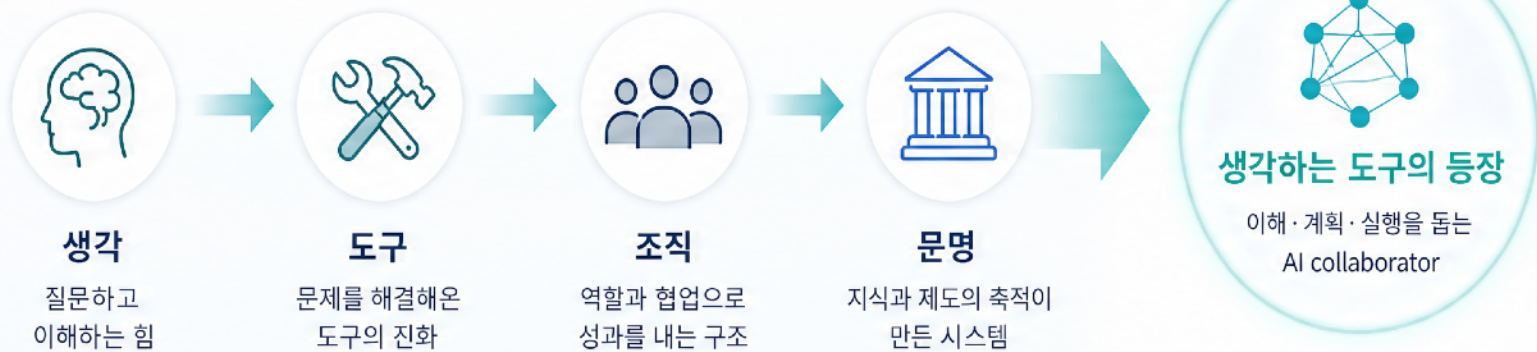 생각
질문하고
이해하는 힘
도구
문제를 해결해온
도구의 진화
조직
역할과 협업으로
성과를 내는 구조
문명
지식과 제도의 축적이
만든 시스템
생각하는 도구의 등장
이해·계획·실행을 돕는
AI collaborator